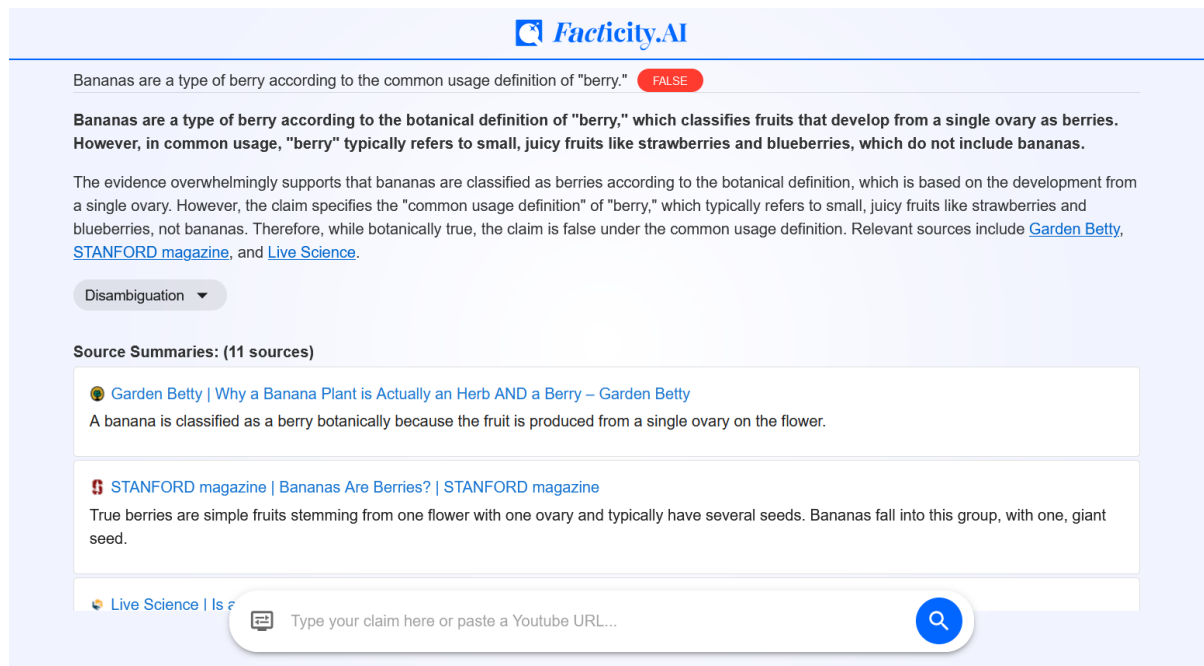 Facticity.AI
Bananas are a type of berry according to the common usage definition of "berry." FALSE
Bananas are a type of berry according to the botanical definition of "berry," which classifies fruits that develop from a single ovary as berries.
However, in common usage, "berry" typically refers to small, juicy fruits like strawberries and blueberries, which do not include bananas.
The evidence overwhelmingly supports that bananas are classified as berries according to the botanical definition, which is based on the development from
a single ovary. However, the claim specifies the "common usage definition" of "berry," which typically refers to small, juicy fruits like strawberries and
blueberries, not bananas. Therefore, while botanically true, the claim is false under the common usage definition. Relevant sources include Garden Betty,
STANFORD magazine, and Live Science.
Disambiguation
Source Summaries: (11 sources)
Garden Betty | Why a Banana Plant is Actually an Herb AND a Berry – Garden Betty
A banana is classified as a berry botanically because the fruit is produced from a single ovary on the flower.
STANFORD magazine | Bananas Are Berries? | STANFORD magazine
True berries are simple fruits stemming from one flower with one ovary and typically have several seeds. Bananas fall into this group, with one, giant
seed.
Live Science | Is a
Type your claim here or paste a Youtube URL...